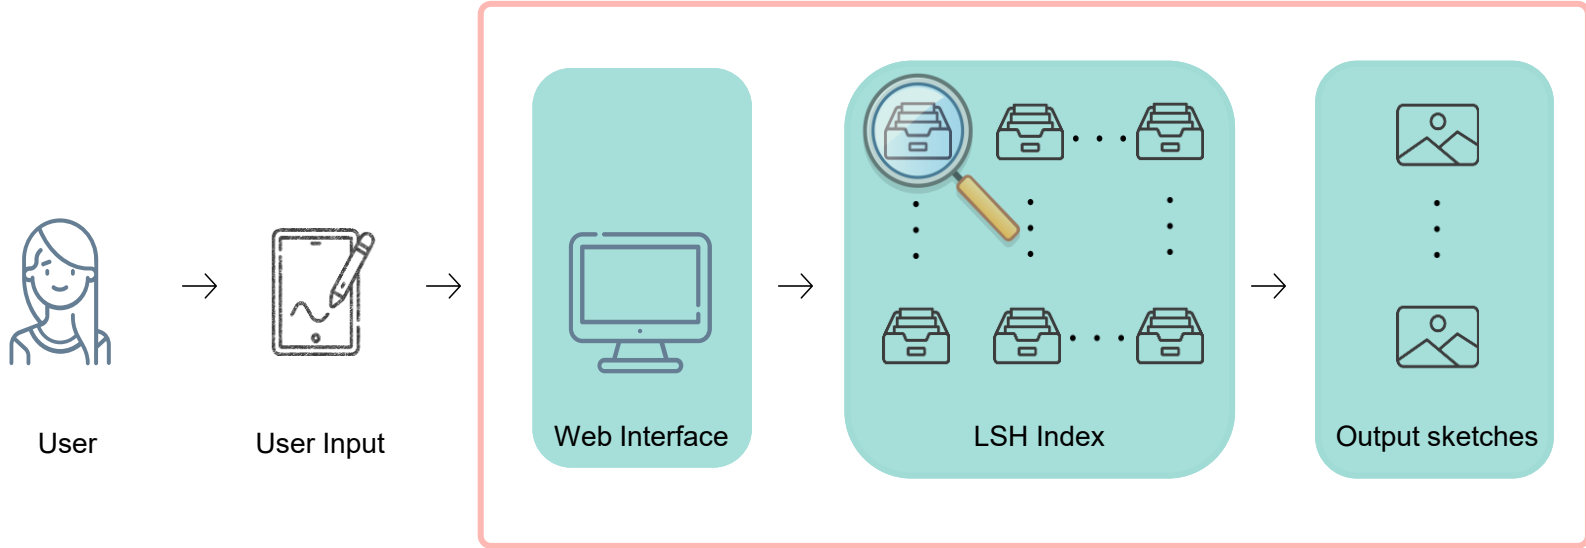 User
User Input
Web Interface
LSH Index
Output sketches